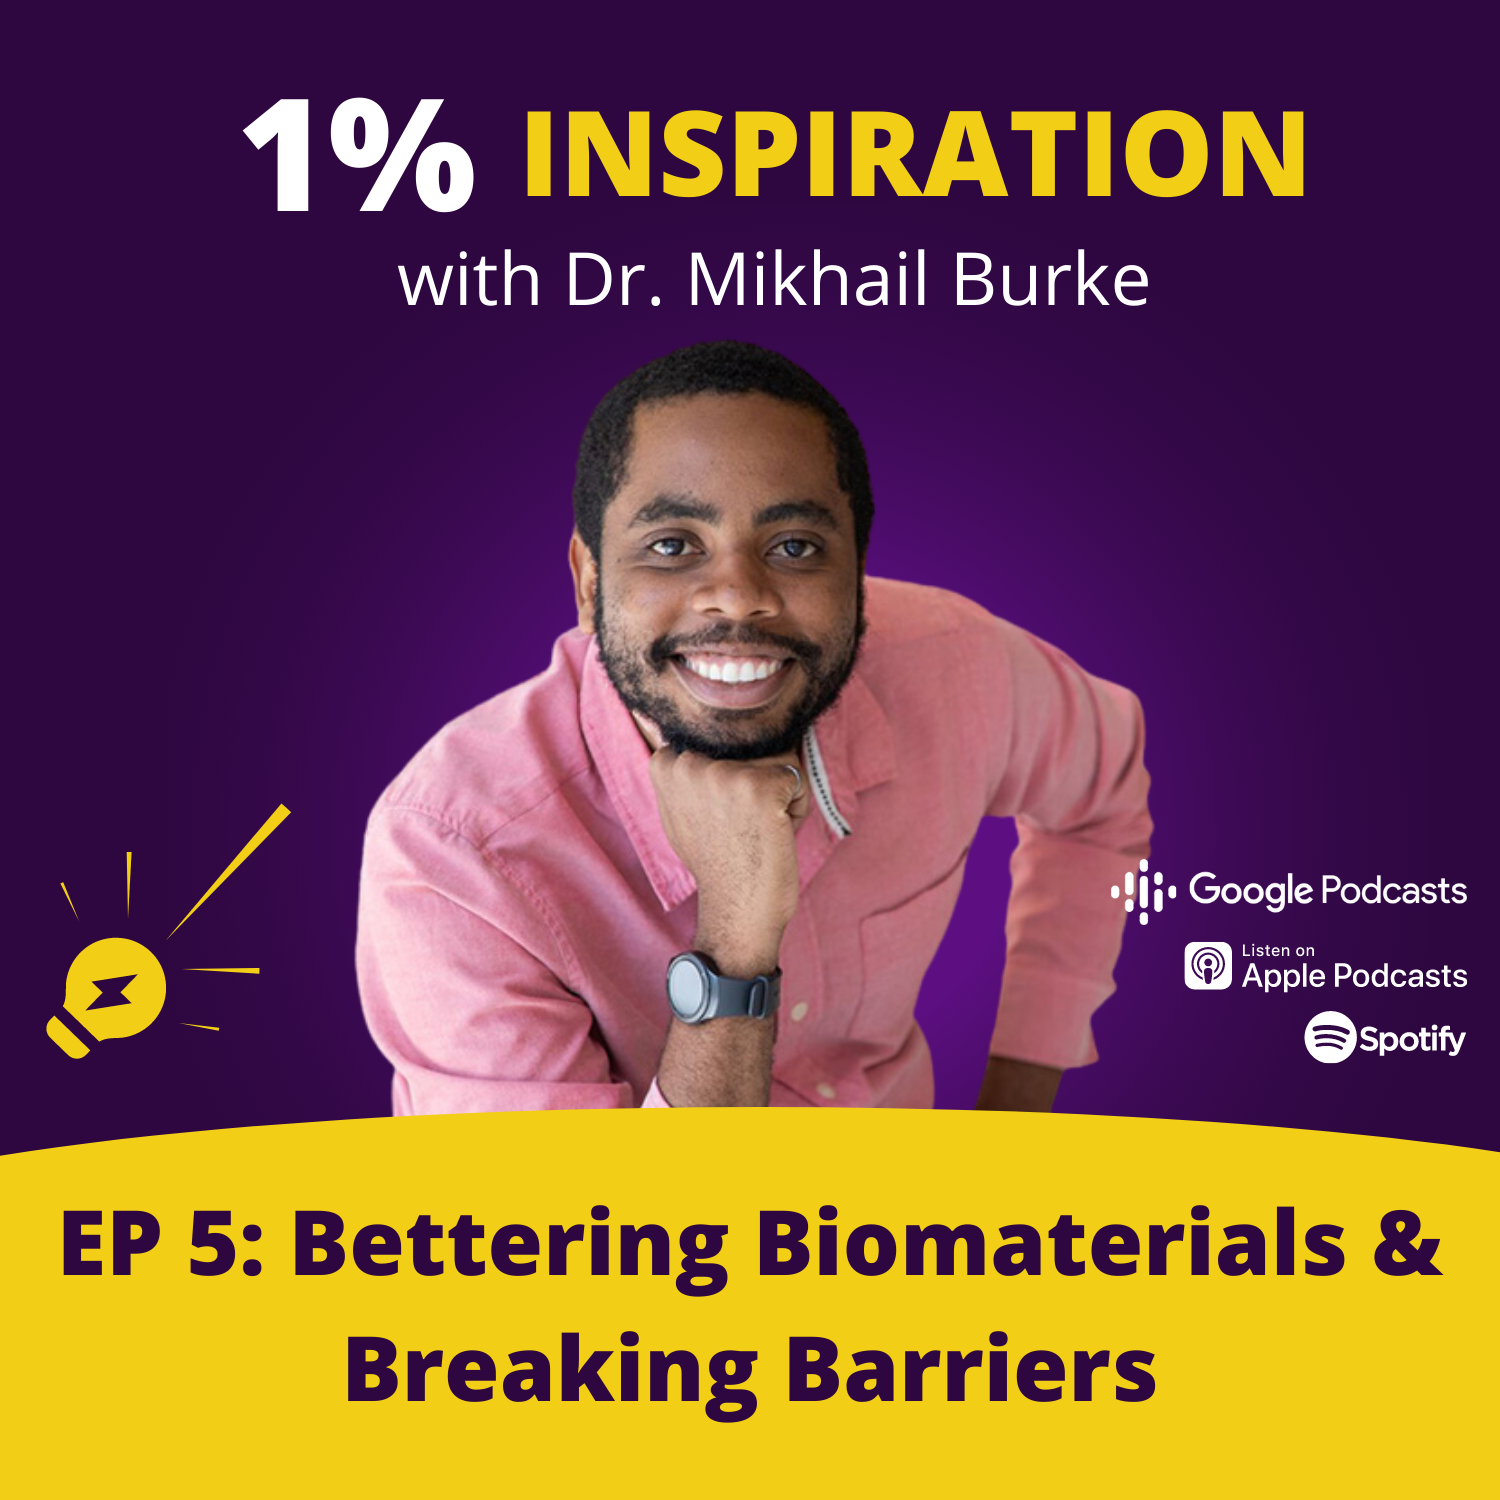 1% INSPIRATION
with Dr. Mikhail Burke
Google Podcasts
Listen on
Apple Podcasts
Spotify
EP 5: Bettering Biomaterials &
Breaking Barriers